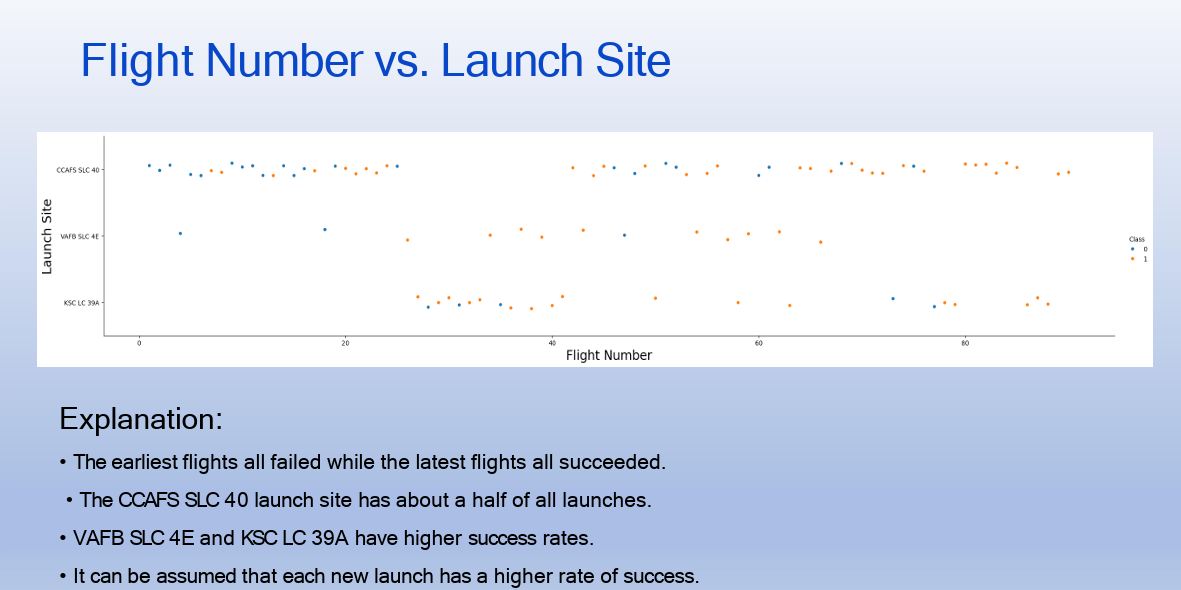 Flight Number vs. Launch Site
CCAFS SLC 40
VAFB SLC 4E
KSC LC 39A
Launch Site
0 20 40 60 80
Flight Number
Class
0
1
Explanation:
• The earliest flights all failed while the latest flights all succeeded.
• The CCAFS SLC 40 launch site has about a half of all launches.
• VAFB SLC 4E and KSC LC 39A have higher success rates.
• It can be assumed that each new launch has a higher rate of success.